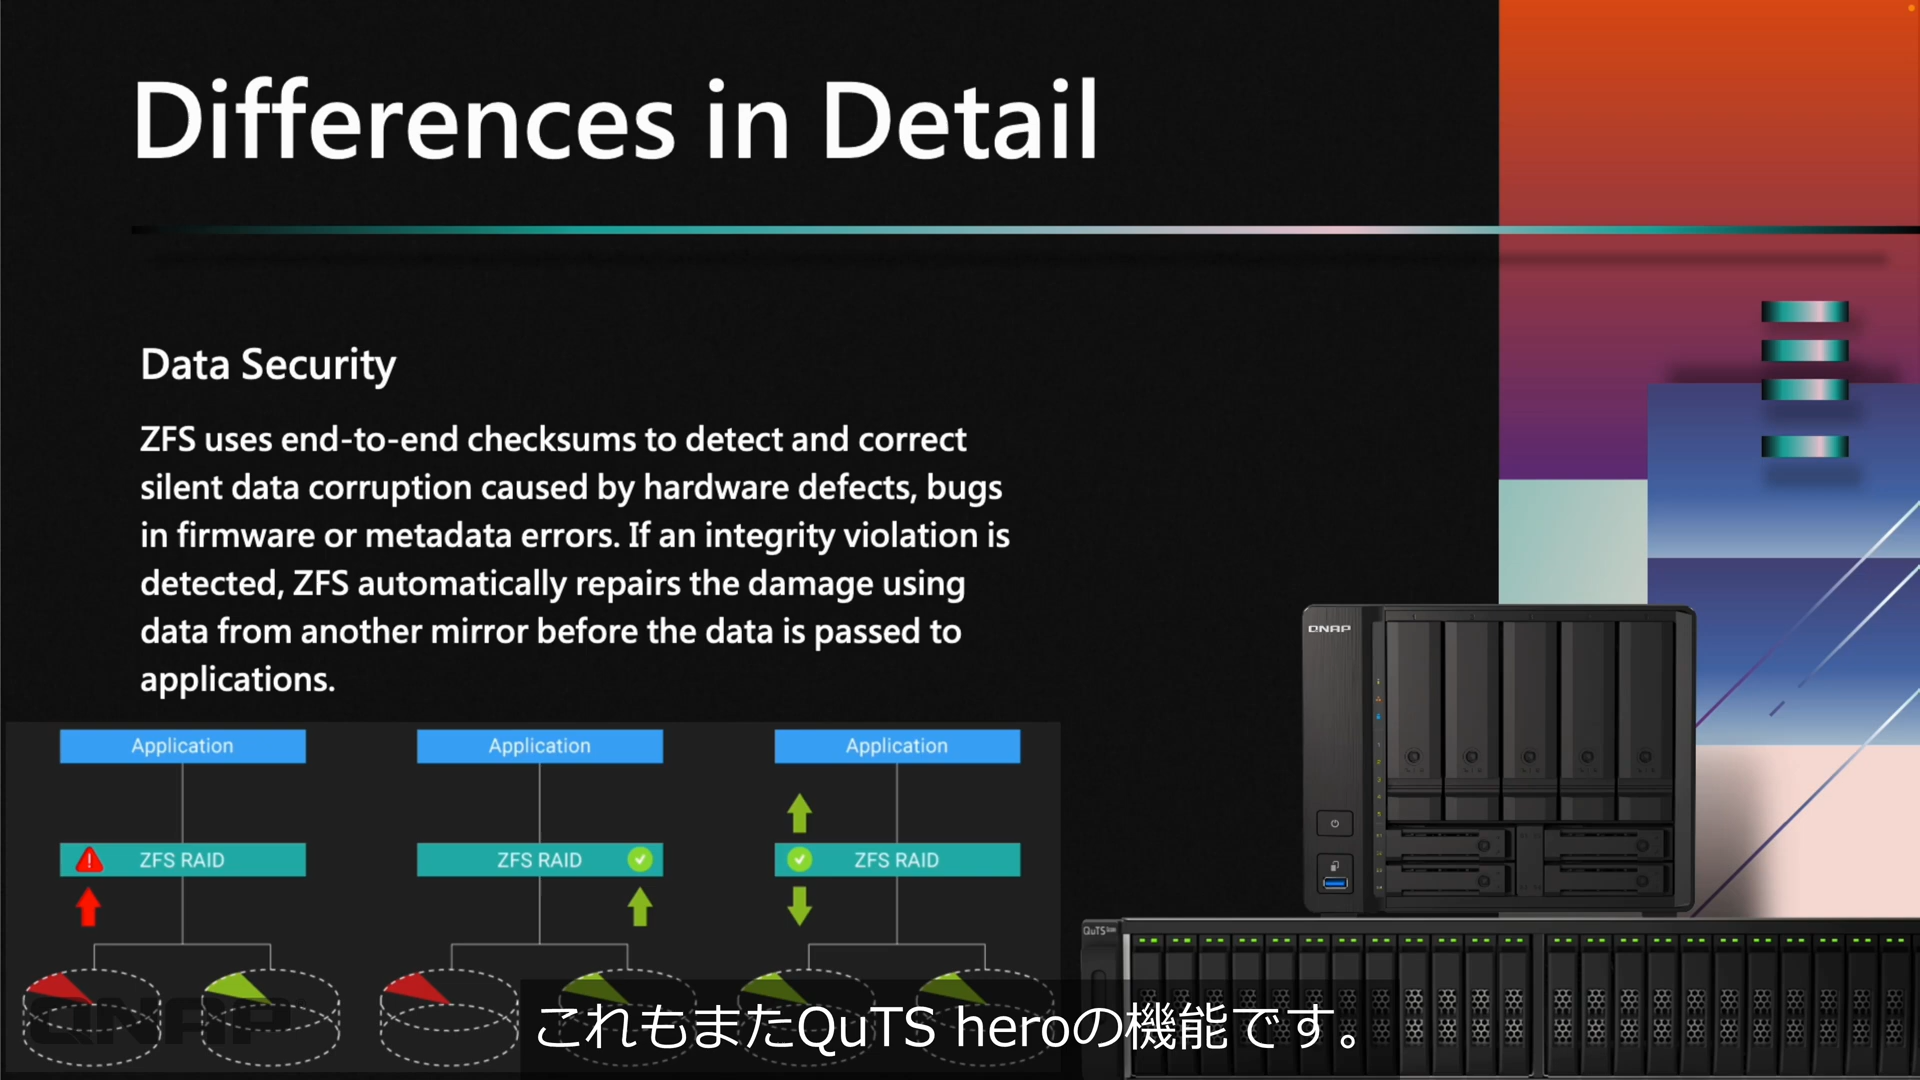 Differences in Detail
Data Security
ZFS uses end-to-end checksums to detect and correct
silent data corruption caused by hardware defects, bugs
in firmware or metadata errors. If an integrity violation is
detected, ZFS automatically repairs the damage using
data from another mirror before the data is passed to
applications.
Application
Application
Application
ZFS RAID
ZFS RAID
ZFS RAID
QNAP
QuTS
QNAP
これもまたQuTS heroの機能です。